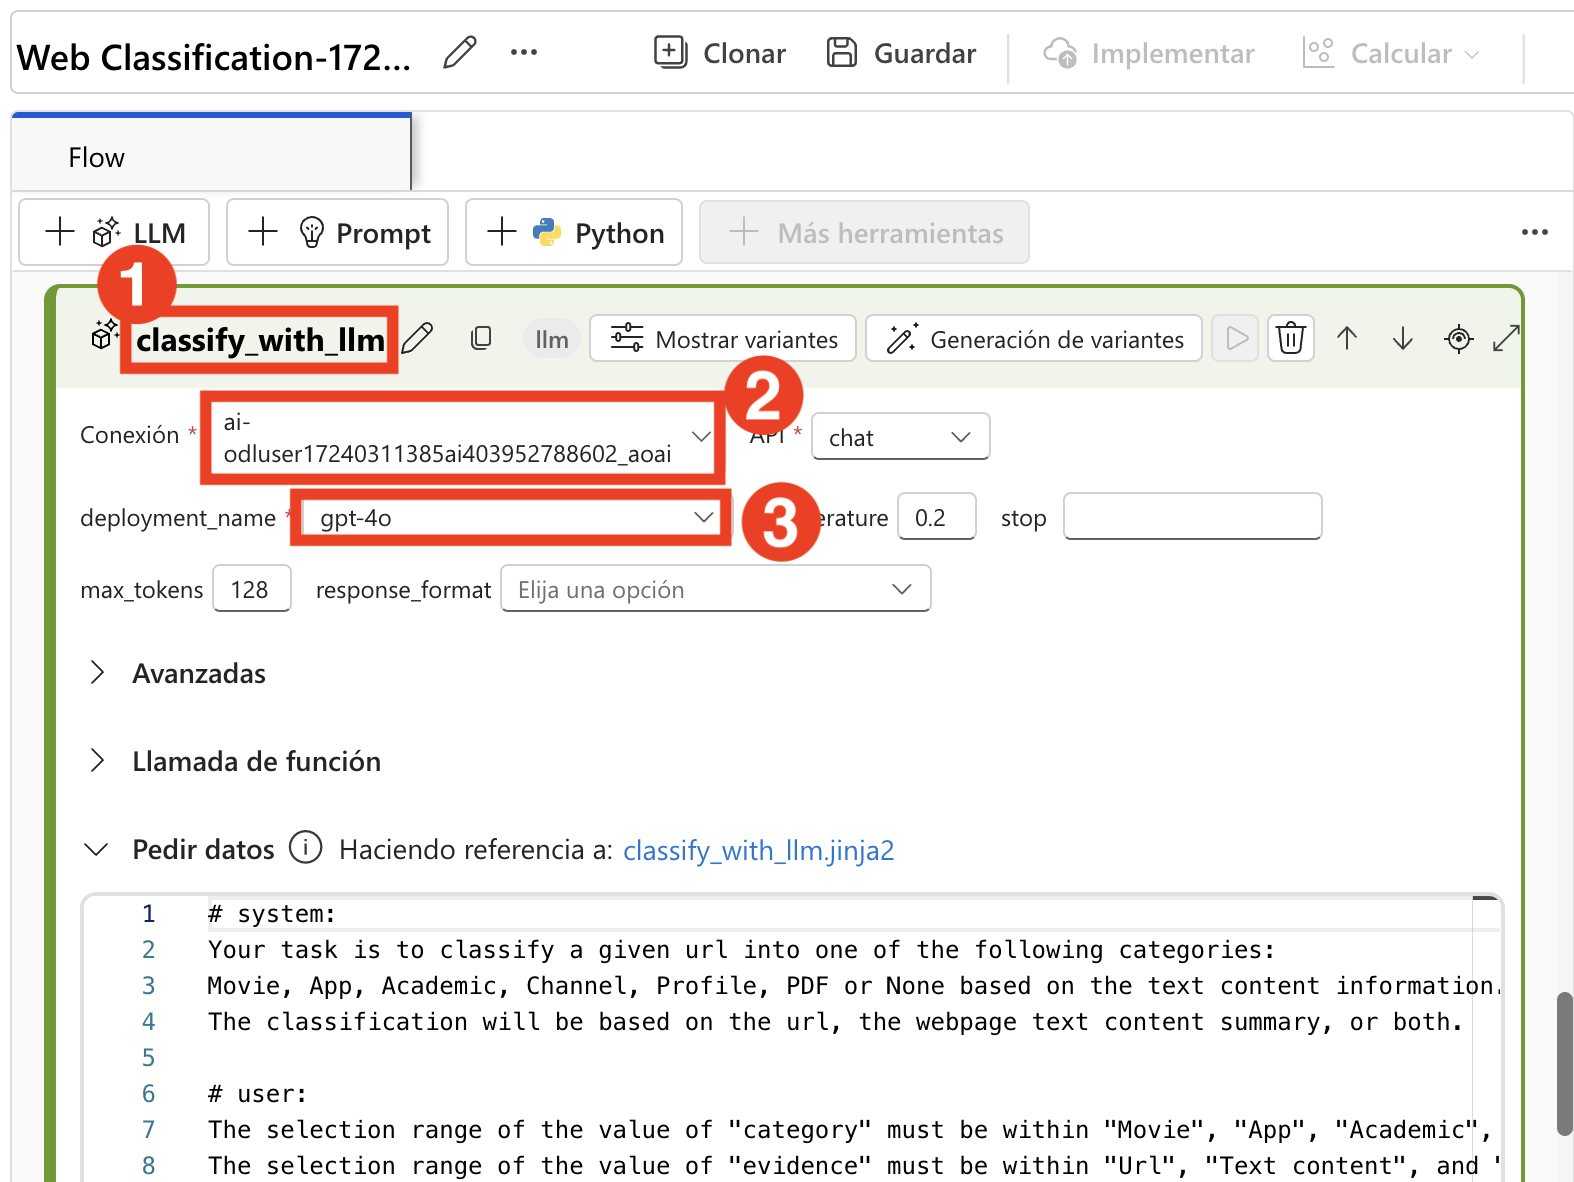 Web Classification-172...
Clonar
Guardar
Implementar
Calcular
Flow
LLM
Prompt
Python
Más herramientas
1
classify_with_llm
llm
Mostrar variantes
Generación de variantes
2
Conexión *
ai-
odluser17240311385ai403952788602_aoai
API *
chat
deployment_name *
gpt-4o
3
erature
0.2
stop
max_tokens
128
response_format
Elija una opción
Avanzadas
Llamada de función
Pedir datos
Haciendo referencia a: classify_with_llm.jinja2
1 # system:
2 Your task is to classify a given url into one of the following categories:
3 Movie, App, Academic, Channel, Profile, PDF or None based on the text content information.
4 The classification will be based on the url, the webpage text content summary, or both.
5
6 # user:
7 The selection range of the value of "category" must be within "Movie", "App", "Academic",
8 The selection range of the value of "evidence" must be within "Url", "Text content", and "